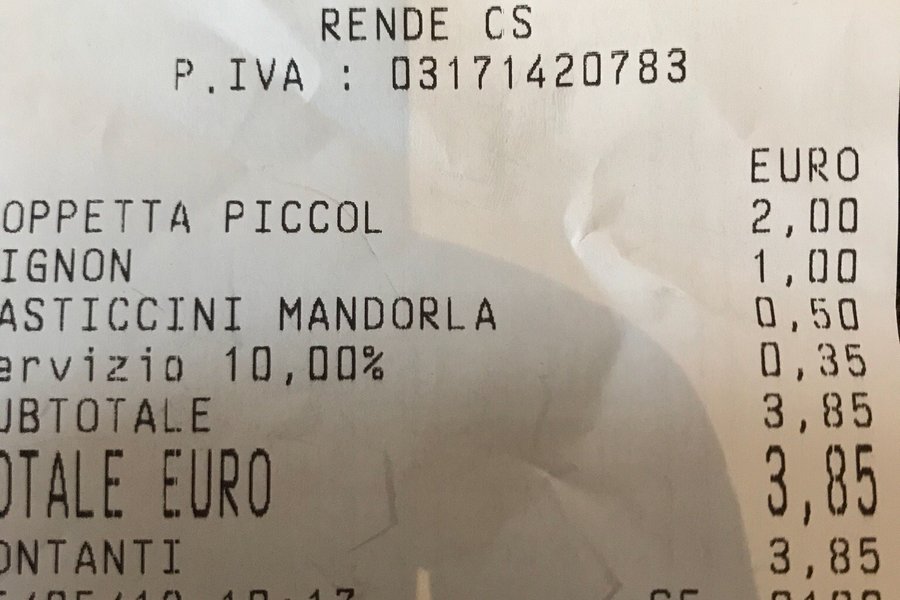 RENDE CS
P.IVA : 03171420783
EURO
OPPETTA PICCOL 2,00
IGNON 1,00
ASTICCINI MANDORLA 0,50
ervizio 10,00% 0,35
UBTOTALE 3,85
OTALE EURO 3,85
ONTANTI 3,85